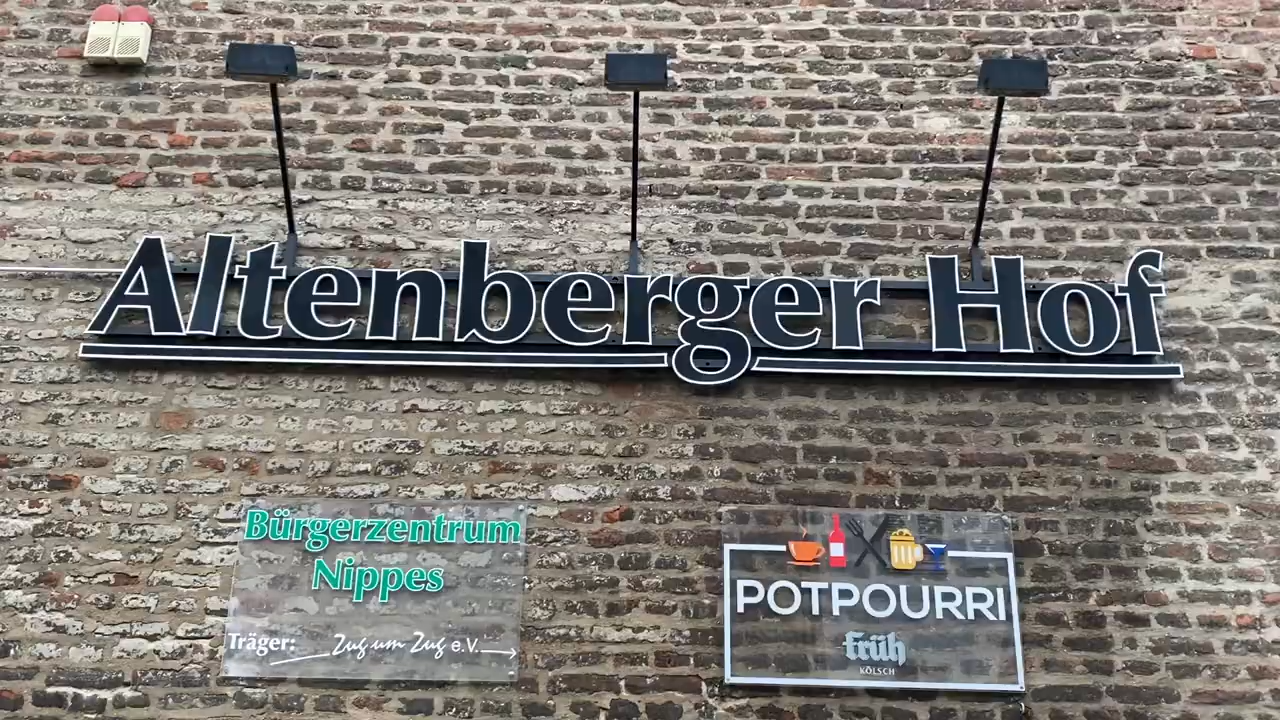 Altenberger Hof
Bürgerzentrum
Nippes
Träger: Zug um Zug e.V.
POTPOURRI
früh
KÖLSCH